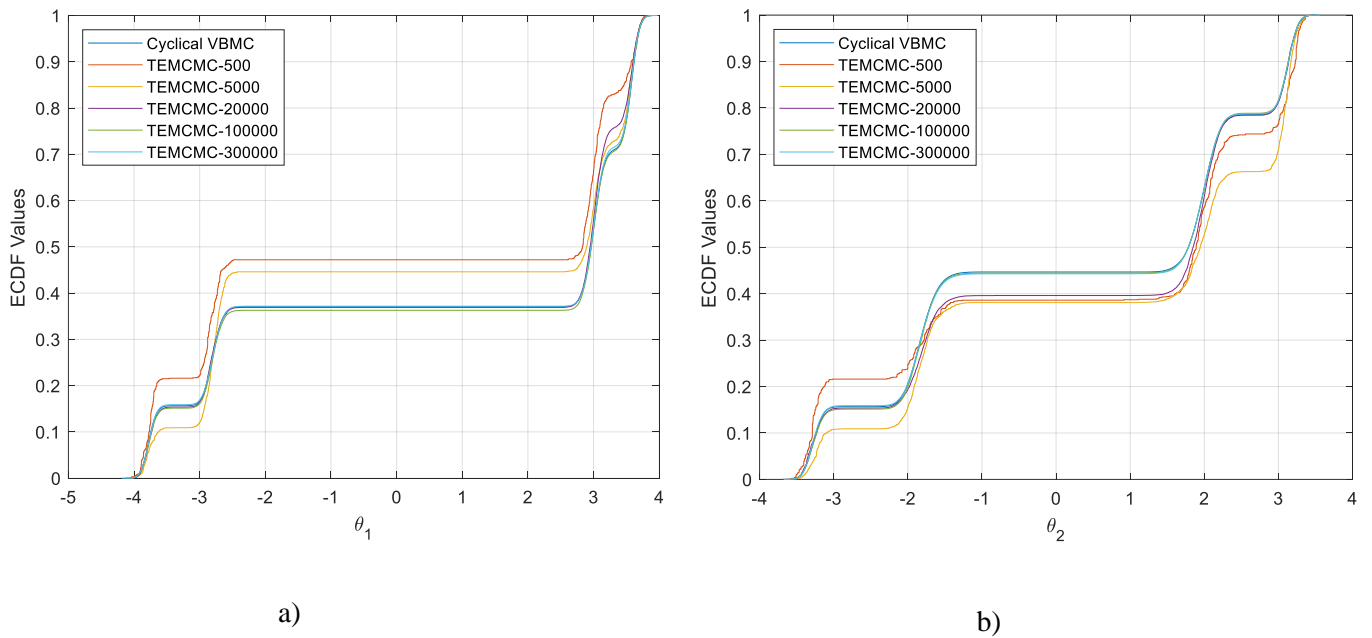 Cyclical VBMC
TEMCMC-500
TEMCMC-5000
TEMCMC-20000
TEMCMC-100000
TEMCMC-300000
1
0.9
0.8
0.7
0.6
0.5
0.4
0.3
0.2
0.1
0
ECDF Values
-5 -4 -3 -2 -1 0 1 2 3 4
θ_1
a)
Cyclical VBMC
TEMCMC-500
TEMCMC-5000
TEMCMC-20000
TEMCMC-100000
TEMCMC-300000
1
0.9
0.8
0.7
0.6
0.5
0.4
0.3
0.2
0.1
0
ECDF Values
-4 -3 -2 -1 0 1 2 3 4
θ_2
b)